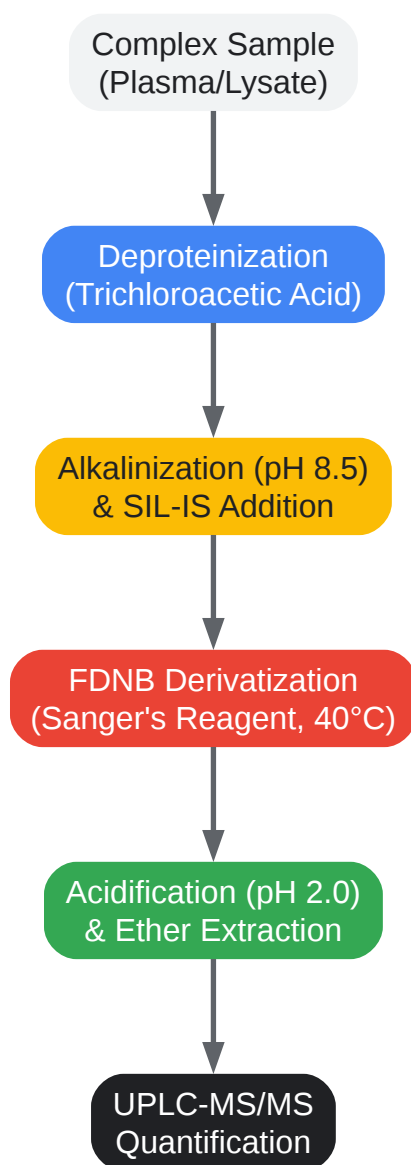 Complex Sample
(Plasma/Lysate)
Deproteinization
(Trichloroacetic Acid)
Alkalinization (pH 8.5)
& SIL-IS Addition
FDNB Derivatization
(Sanger's Reagent, 40°C)
Acidification (pH 2.0)
& Ether Extraction
UPLC-MS/MS
Quantification